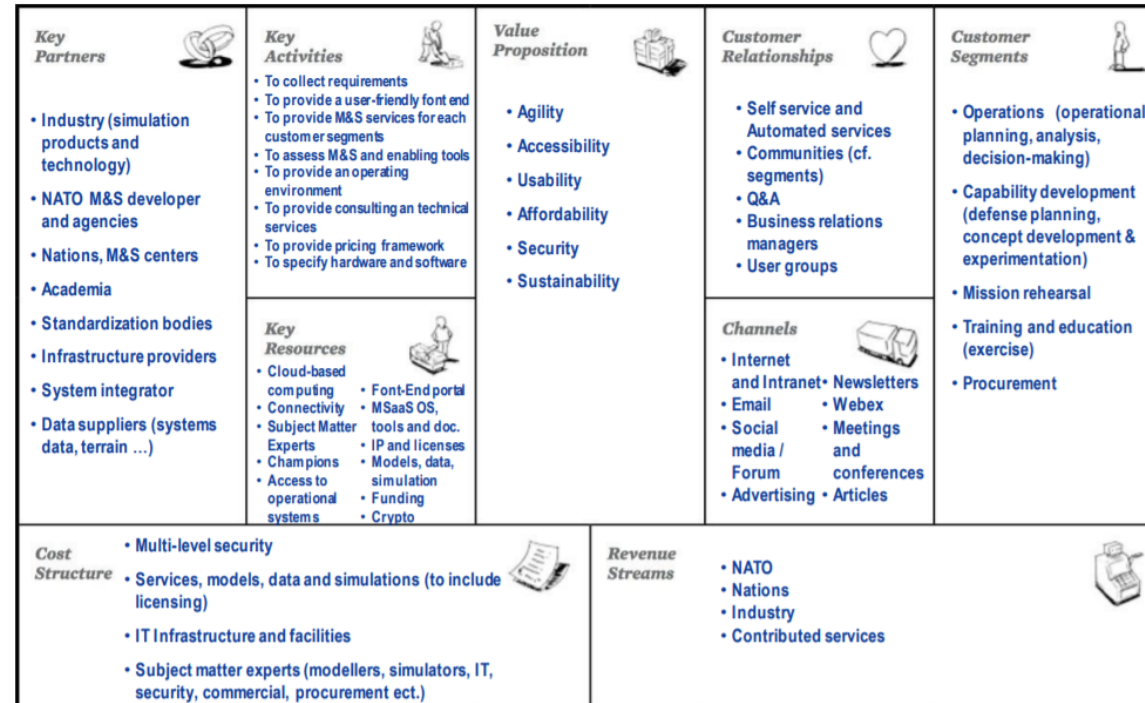 Key
Partners
• Industry (simulation
products and
technology)
• NATO M&S developer
and agencies
• Nations, M&S centers
• Academia
• Standardization bodies
• Infrastructure providers
• System integrator
• Data suppliers (systems
data, terrain ...)
Key
Activities
• To collect requirements
• To provide a user-friendly font end
• To provide M&S services for each
customer segments
• To assess M&S and enabling tools
• To provide an operating
environment
• To provide consulting an technical
services
• To provide pricing framework
• To specify hardware and software
Key
Resources
• Cloud-based
computing
• Connectivity
• Subject Matter
Experts
• Champions
• Access to
operational
systems
• Font-End portal
• MSaaS OS,
tools and doc.
• IP and licenses
• Models, data,
simulation
• Funding
• Crypto
Value
Proposition
• Agility
• Accessibility
• Usability
• Affordability
• Security
• Sustainability
Customer
Relationships
• Self service and
Automated services
• Communities (cf.
segments)
• Q&A
• Business relations
managers
• User groups
Channels
• Internet
and Intranet
• Email
• Social
media /
Forum
• Advertising
• Newsletters
• Webex
• Meetings
and
conferences
• Articles
Customer
Segments
• Operations (operational
planning, analysis,
decision-making)
• Capability development
(defense planning,
concept development &
experimentation)
• Mission rehearsal
• Training and education
(exercise)
• Procurement
Cost
Structure
• Multi-level security
• Services, models, data and simulations (to include
licensing)
• IT Infrastructure and facilities
• Subject matter experts (modellers, simulators, IT,
security, commercial, procurement ect.)
Revenue
Streams
• NATO
• Nations
• Industry
• Contributed services